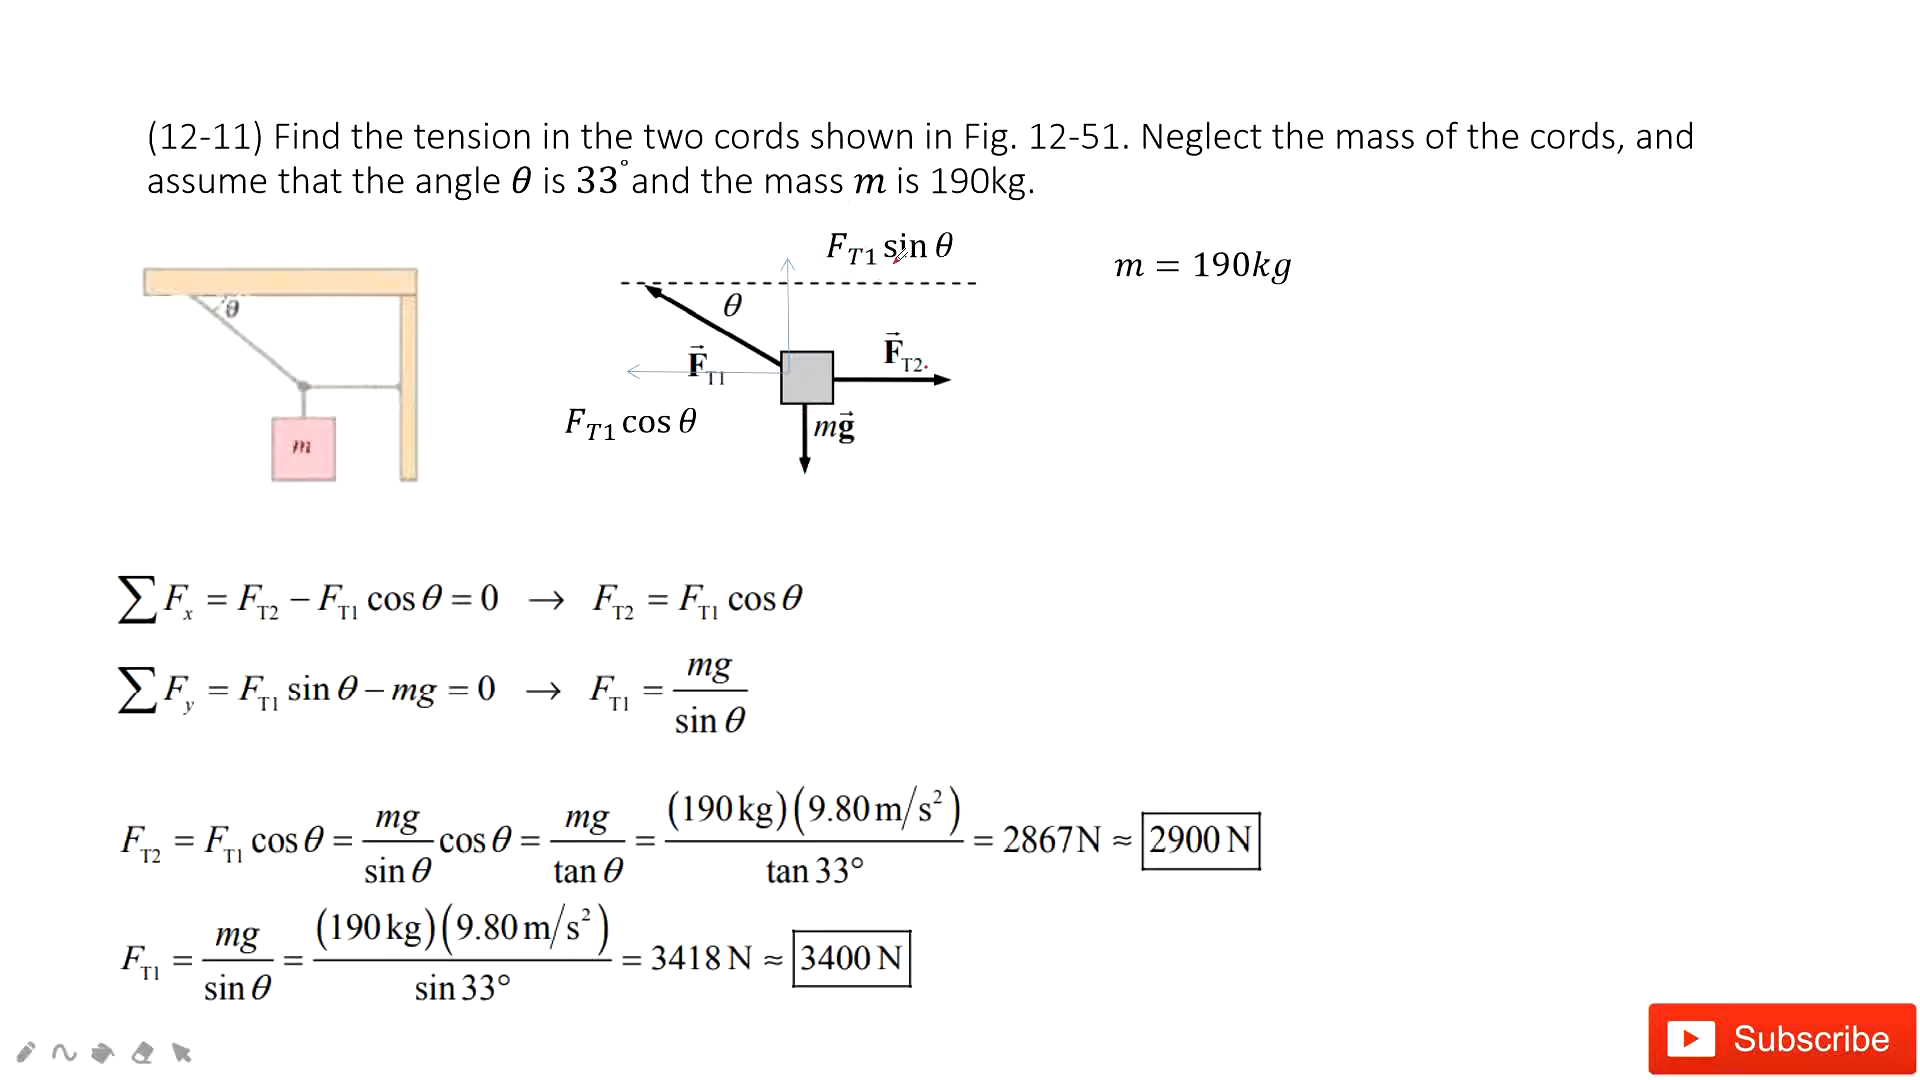 (12-11) Find the tension in the two cords shown in Fig. 12-51. Neglect the mass of the cords, and
assume that the angle θ is 33° and the mass m is 190kg.
F_T1 sin θ
m = 190kg
θ
θ
F⃗_T1
F⃗_T2
F_T1 cos θ
mg⃗
m
∑F_x = F_T2 − F_T1 cos θ = 0 → F_T2 = F_T1 cos θ
∑F_y = F_T1 sin θ − mg = 0 → F_T1 = mg / sin θ
F_T2 = F_T1 cos θ = mg / sin θ cos θ = mg / tan θ = (190 kg)(9.80 m/s²) / tan 33° = 2867 N ≈ 2900 N
F_T1 = mg / sin θ = (190 kg)(9.80 m/s²) / sin 33° = 3418 N ≈ 3400 N
Subscribe